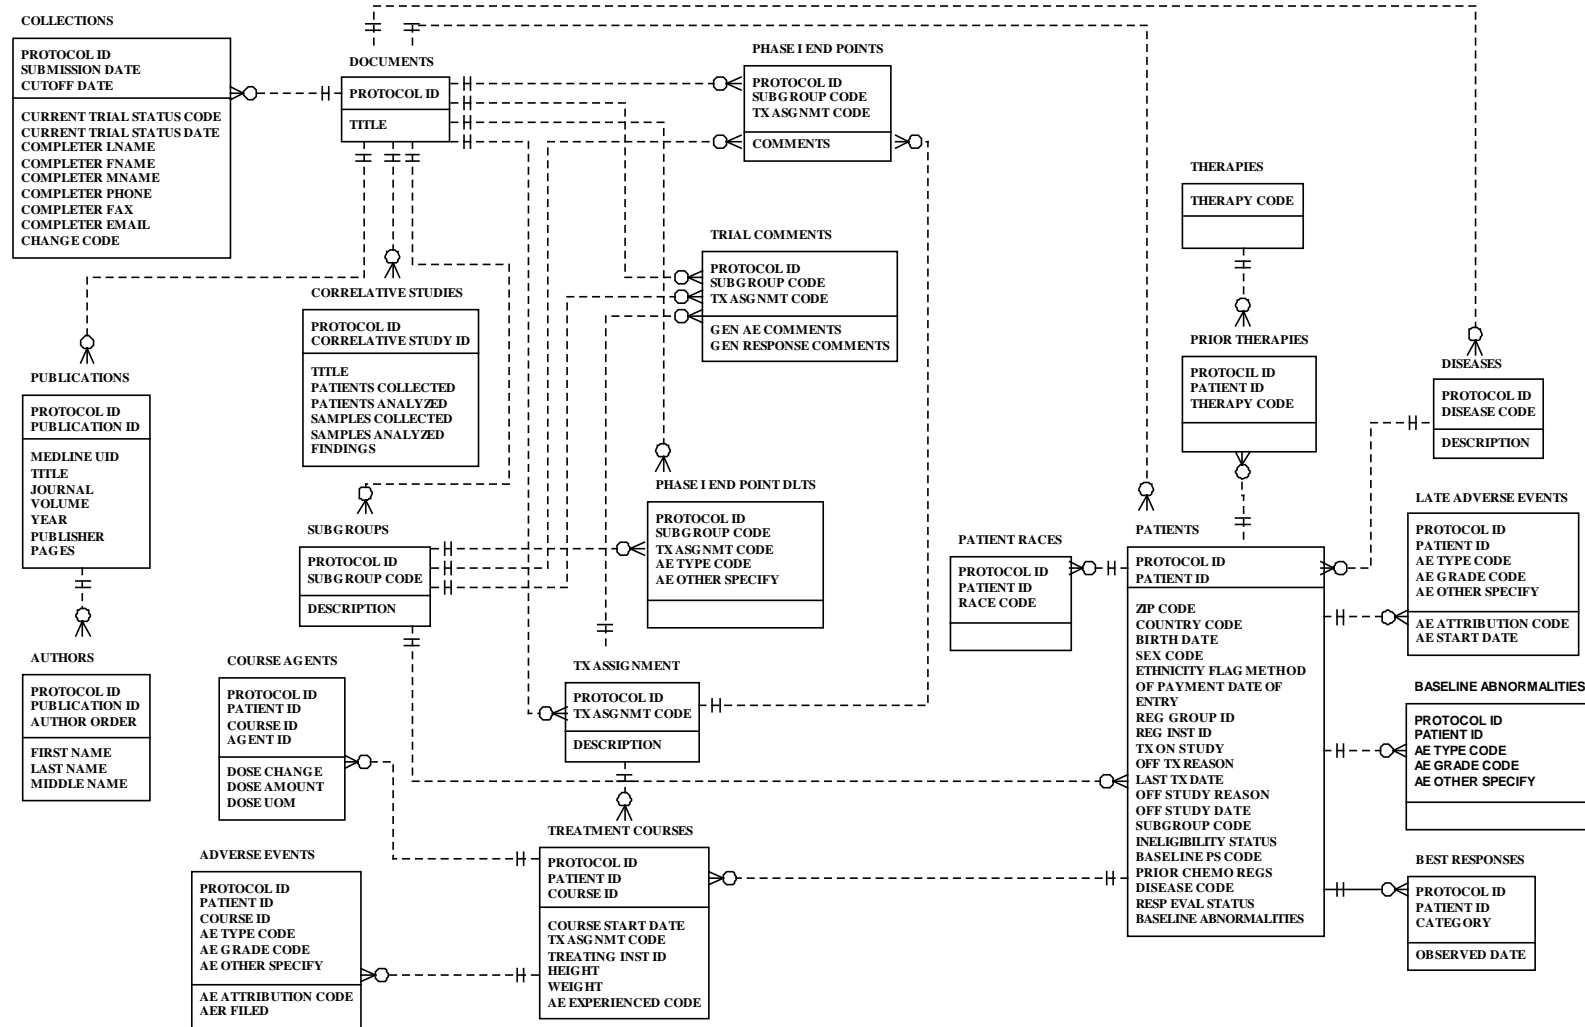 COLLECTIONS
PROTOCOL ID
SUBMISSION DATE
CUTOFF DATE
CURRENT TRIAL STATUS CODE
CURRENT TRIAL STATUS DATE
COMPLETER LNAME
COMPLETER FNAME
COMPLETER MNAME
COMPLETER PHONE
COMPLETER FAX
COMPLETER EMAIL
CHANGE CODE
DOCUMENTS
PROTOCOL ID
TITLE
PHASE I END POINTS
PROTOCOL ID
SUBGROUP CODE
TX ASGNMT CODE
COMMENTS
THERAPIES
THERAPY CODE
TRIAL COMMENTS
PROTOCOL ID
SUBGROUP CODE
TX ASGNMT CODE
GEN AE COMMENTS
GEN RESPONSE COMMENTS
CORRELATIVE STUDIES
PROTOCOL ID
CORRELATIVE STUDY ID
TITLE
PATIENTS COLLECTED
PATIENTS ANALYZED
SAMPLES COLLECTED
SAMPLES ANALYZED
FINDINGS
PRIOR THERAPIES
PROTOCIL ID
PATIENT ID
THERAPY CODE
DISEASES
PROTOCOL ID
DISEASE CODE
DESCRIPTION
PUBLICATIONS
PROTOCOL ID
PUBLICATION ID
MEDLINE UID
TITLE
JOURNAL
VOLUME
YEAR
PUBLISHER
PAGES
PHASE I END POINT DLTS
PROTOCOL ID
SUBGROUP CODE
TX ASGNMT CODE
AE TYPE CODE
AE OTHER SPECIFY
SUBGROUPS
PROTOCOL ID
SUBGROUP CODE
DESCRIPTION
PATIENT RACES
PROTOCOL ID
PATIENT ID
RACE CODE
PATIENTS
PROTOCOL ID
PATIENT ID
ZIP CODE
COUNTRY CODE
BIRTH DATE
SEX CODE
ETHNICITY FLAG METHOD
OF PAYMENT DATE OF
ENTRY
REG GROUP ID
REG INST ID
TX ON STUDY
OFF TX REASON
LAST TX DATE
OFF STUDY REASON
OFF STUDY DATE
SUBGROUP CODE
INELIGIBILITY STATUS
BASELINE PS CODE
PRIOR CHEMO REGS
DISEASE CODE
RESP EVAL STATUS
BASELINE ABNORMALITIES
LATE ADVERSE EVENTS
PROTOCOL ID
PATIENT ID
AE TYPE CODE
AE GRADE CODE
AE OTHER SPECIFY
AE ATTRIBUTION CODE
AE START DATE
AUTHORS
PROTOCOL ID
PUBLICATION ID
AUTHOR ORDER
FIRST NAME
LAST NAME
MIDDLE NAME
COURSE AGENTS
PROTOCOL ID
PATIENT ID
COURSE ID
AGENT ID
DOSE CHANGE
DOSE AMOUNT
DOSE UOM
TX ASSIGNMENT
PROTOCOL ID
TX ASGNMT CODE
DESCRIPTION
BASELINE ABNORMALITIES
PROTOCOL ID
PATIENT ID
AE TYPE CODE
AE GRADE CODE
AE OTHER SPECIFY
TREATMENT COURSES
PROTOCOL ID
PATIENT ID
COURSE ID
COURSE START DATE
TX ASGNMT CODE
TREATING INST ID
HEIGHT
WEIGHT
AE EXPERIENCED CODE
ADVERSE EVENTS
PROTOCOL ID
PATIENT ID
COURSE ID
AE TYPE CODE
AE GRADE CODE
AE OTHER SPECIFY
AE ATTRIBUTION CODE
AER FILED
BEST RESPONSES
PROTOCOL ID
PATIENT ID
CATEGORY
OBSERVED DATE